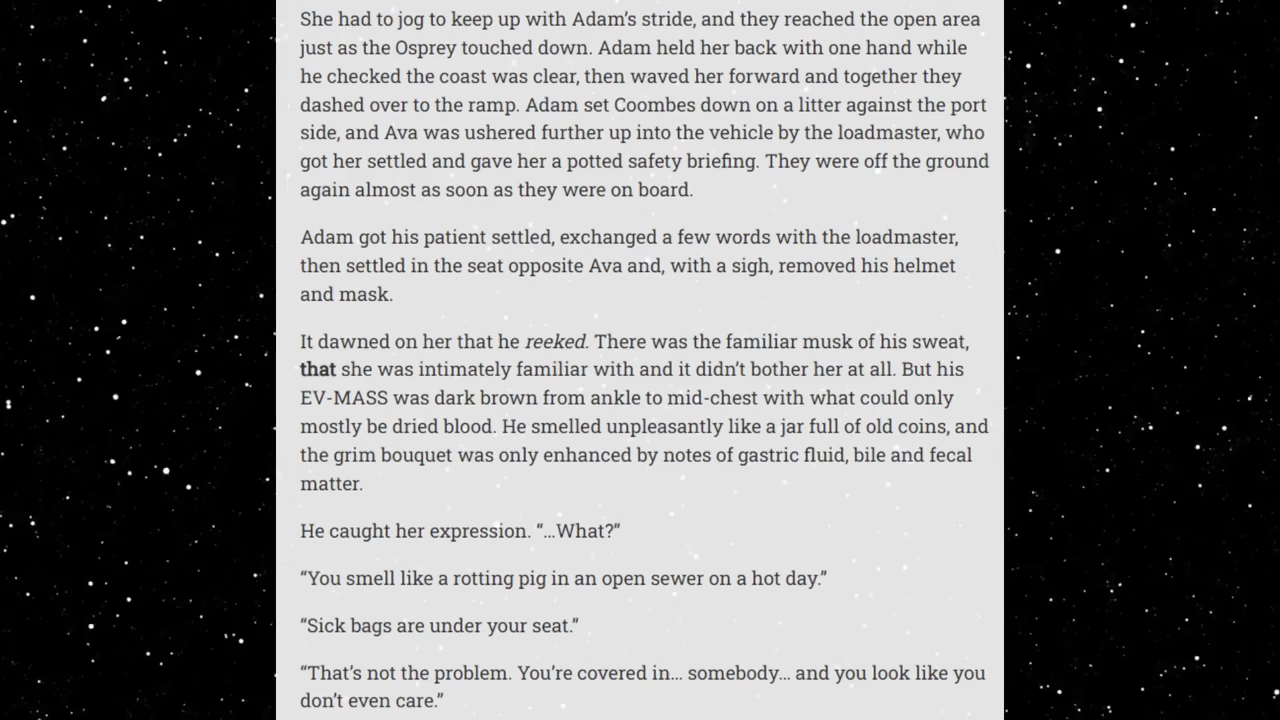 She had to jog to keep up with Adam’s stride, and they reached the open area
just as the Osprey touched down. Adam held her back with one hand while
he checked the coast was clear, then waved her forward and together they
dashed over to the ramp. Adam set Coombes down on a litter against the port
side, and Ava was ushered further up into the vehicle by the loadmaster, who
got her settled and gave her a potted safety briefing. They were off the ground
again almost as soon as they were on board.
Adam got his patient settled, exchanged a few words with the loadmaster,
then settled in the seat opposite Ava and, with a sigh, removed his helmet
and mask.
It dawned on her that he reeked. There was the familiar musk of his sweat,
that she was intimately familiar with and it didn’t bother her at all. But his
EV-MASS was dark brown from ankle to mid-chest with what could only
mostly be dried blood. He smelled unpleasantly like a jar full of old coins, and
the grim bouquet was only enhanced by notes of gastric fluid, bile and fecal
matter.
He caught her expression. “…What?”
“You smell like a rotting pig in an open sewer on a hot day.”
“Sick bags are under your seat.”
“That’s not the problem. You’re covered in… somebody… and you look like you
don’t even care.”